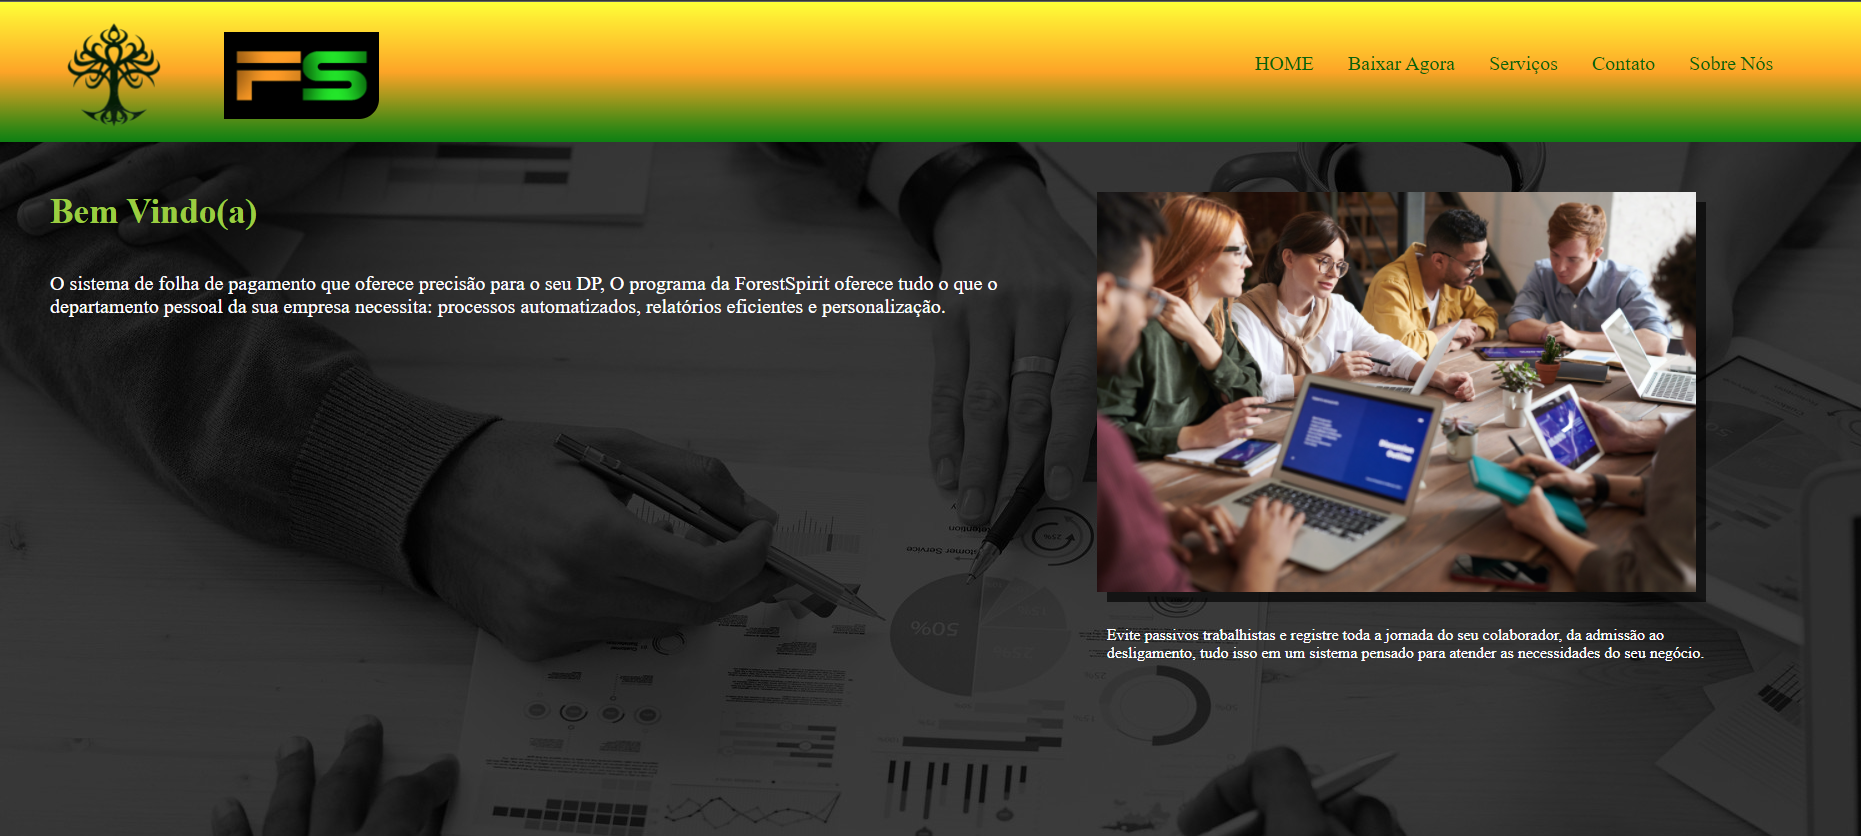 FS
HOME Baixar Agora Serviços Contato Sobre Nós
Bem Vindo(a)
O sistema de folha de pagamento que oferece precisão para o seu DP, O programa da ForestSpirit oferece tudo o que o
departamento pessoal da sua empresa necessita: processos automatizados, relatórios eficientes e personalização.
50%
25%
Evite passivos trabalhistas e registre toda a jornada do seu colaborador, da admissão ao
desligamento, tudo isso em um sistema pensado para atender as necessidades do seu negócio.